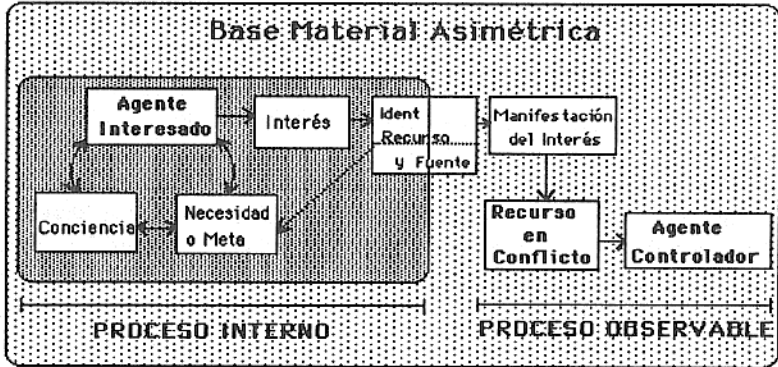 Base Material Asimétrica
Agente
Interesado
Interés
Ident
Recurso
y Fuente
Manifestación
del Interés
Conciencia
Necesidad
o Meta
Recurso
en
Conflicto
Agente
Controlador
PROCESO INTERNO
PROCESO OBSERVABLE